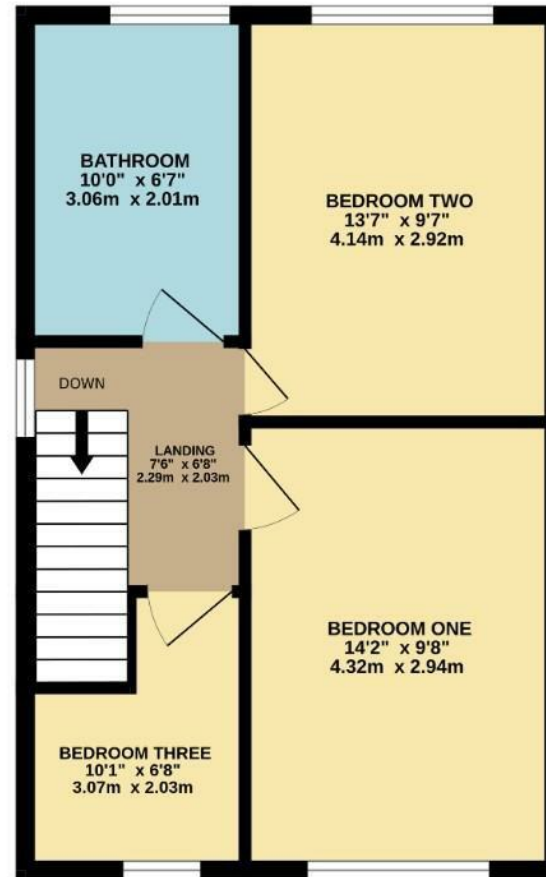 BATHROOM
10'0" x 6'7"
3.06m x 2.01m
BEDROOM TWO
13'7" x 9'7"
4.14m x 2.92m
DOWN
LANDING
7'6" x 6'8"
2.29m x 2.03m
BEDROOM ONE
14'2" x 9'8"
4.32m x 2.94m
BEDROOM THREE
10'1" x 6'8"
3.07m x 2.03m